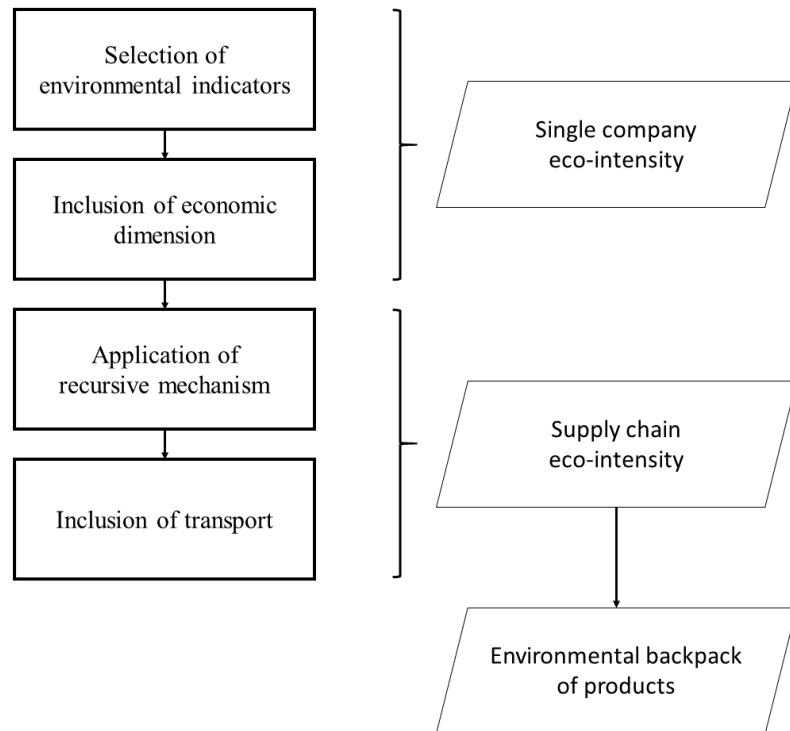 Selection of
environmental indicators
Inclusion of economic
dimension
Application of
recursive mechanism
Inclusion of transport
Single company
eco-intensity
Supply chain
eco-intensity
Environmental backpack
of products